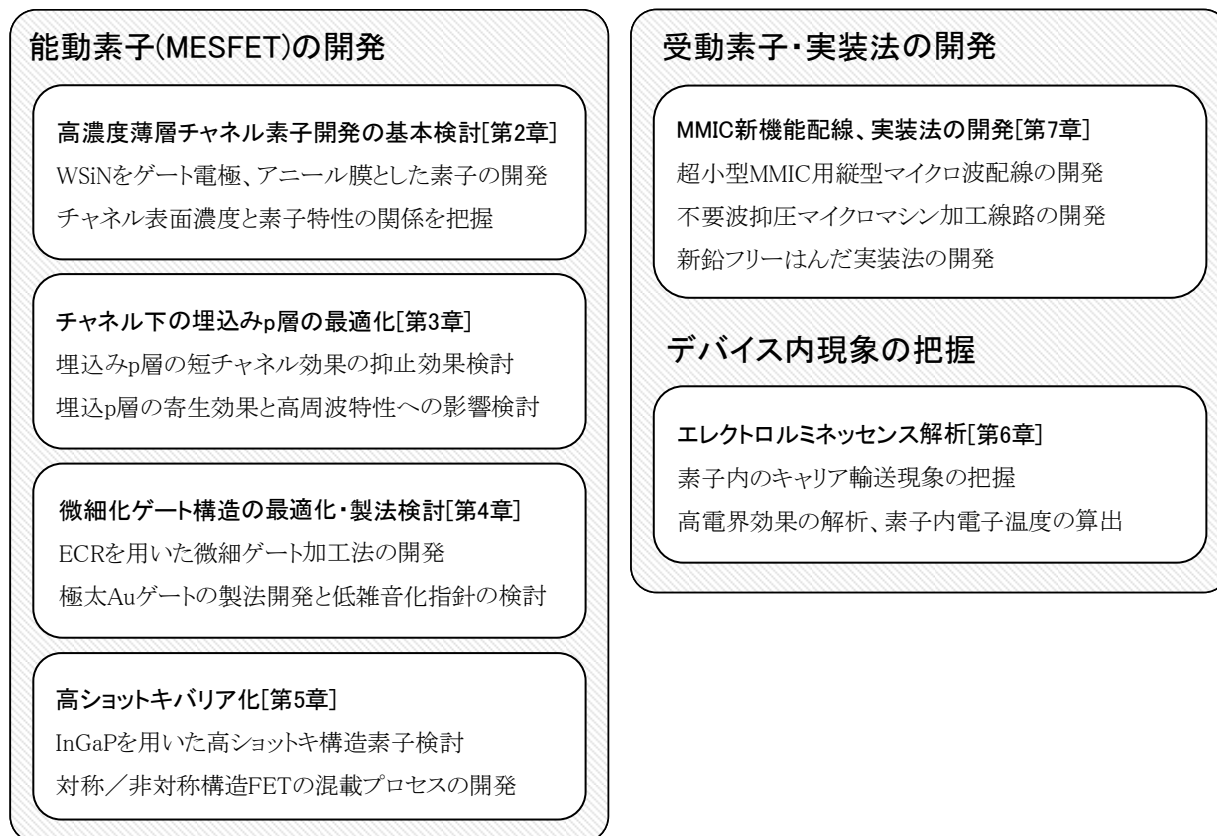 能動素子(MESFET)の開発
高濃度薄層チャネル素子開発の基本検討[第2章]
WSiNをゲート電極、アニール膜とした素子の開発
チャネル表面濃度と素子特性の関係を把握
チャネル下の埋込みp層の最適化[第3章]
埋込みp層の短チャネル効果の抑止効果検討
埋込p層の寄生効果と高周波特性への影響検討
微細化ゲート構造の最適化・製法検討[第4章]
ECRを用いた微細ゲート加工法の開発
極太Auゲートの製法開発と低雑音化指針の検討
高ショットキバリア化[第5章]
InGaPを用いた高ショットキ構造素子検討
対称／非対称構造FETの混載プロセスの開発
受動素子・実装法の開発
MMIC新機能配線、実装法の開発[第7章]
超小型MMIC用縦型マイクロ波配線の開発
不要波抑圧マイクロマシン加工線路の開発
新鉛フリーはんだ実装法の開発
デバイス内現象の把握
エレクトロルミネッセンス解析[第6章]
素子内のキャリア輸送現象の把握
高電界効果の解析、素子内電子温度の算出